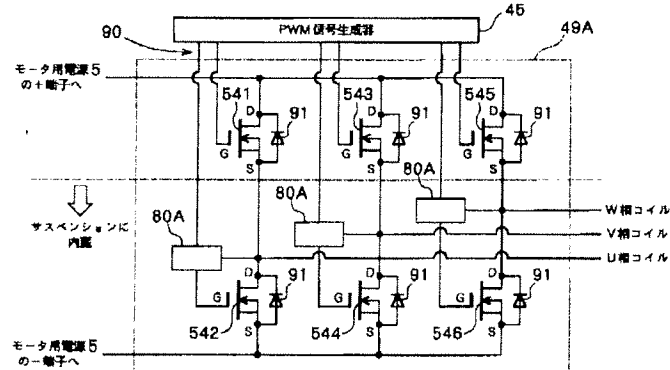 PWM信号生成器
45
90
49A
モータ用電源5
の+端子へ
541
D
91
G
S
543
D
91
G
S
545
D
91
G
S
サスペンションに
内蔵
80A
80A
80A
W相コイル
V相コイル
U相コイル
D
91
G
S
542
D
91
G
S
544
D
91
G
S
546
モータ用電源5
の-端子へ